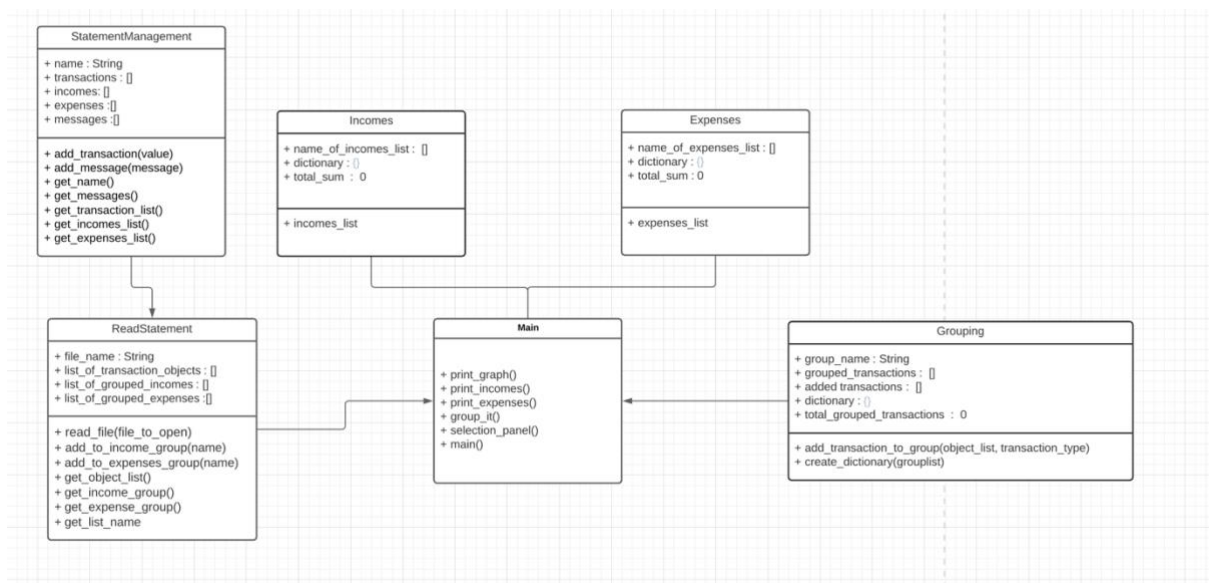 StatementManagement
+ name : String
+ transactions : []
+ incomes: []
+ expenses :[]
+ messages :[]
+ add_transaction(value)
+ add_message(message)
+ get_name()
+ get_messages()
+ get_transaction_list()
+ get_incomes_list()
+ get_expenses_list()
Incomes
+ name_of_incomes_list : []
+ dictionary : {}
+ total_sum : 0
+ incomes_list
Expenses
+ name_of_expenses_list : []
+ dictionary : {}
+ total_sum : 0
+ expenses_list
ReadStatement
+ file_name : String
+ list_of_transaction_objects : []
+ list_of_grouped_incomes : []
+ list_of_grouped_expenses :[]
+ read_file(file_to_open)
+ add_to_income_group(name)
+ add_to_expenses_group(name)
+ get_object_list()
+ get_income_group()
+ get_expense_group()
+ get_list_name
Main
+ print_graph()
+ print_incomes()
+ print_expenses()
+ group_it()
+ selection_panel()
+ main()
Grouping
+ group_name : String
+ grouped_transactions : []
+ added transactions : []
+ dictionary : {}
+ total_grouped_transactions : 0
+ add_transaction_to_group(object_list, transaction_type)
+ create_dictionary(grouplist)